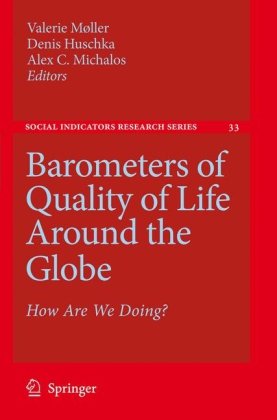 Valerie Møller
Denis Huschka
Alex C. Michalos
Editors
SOCIAL INDICATORS RESEARCH SERIES 33
Barometers of
Quality of Life
Around the
Globe
How Are We Doing?
Springer